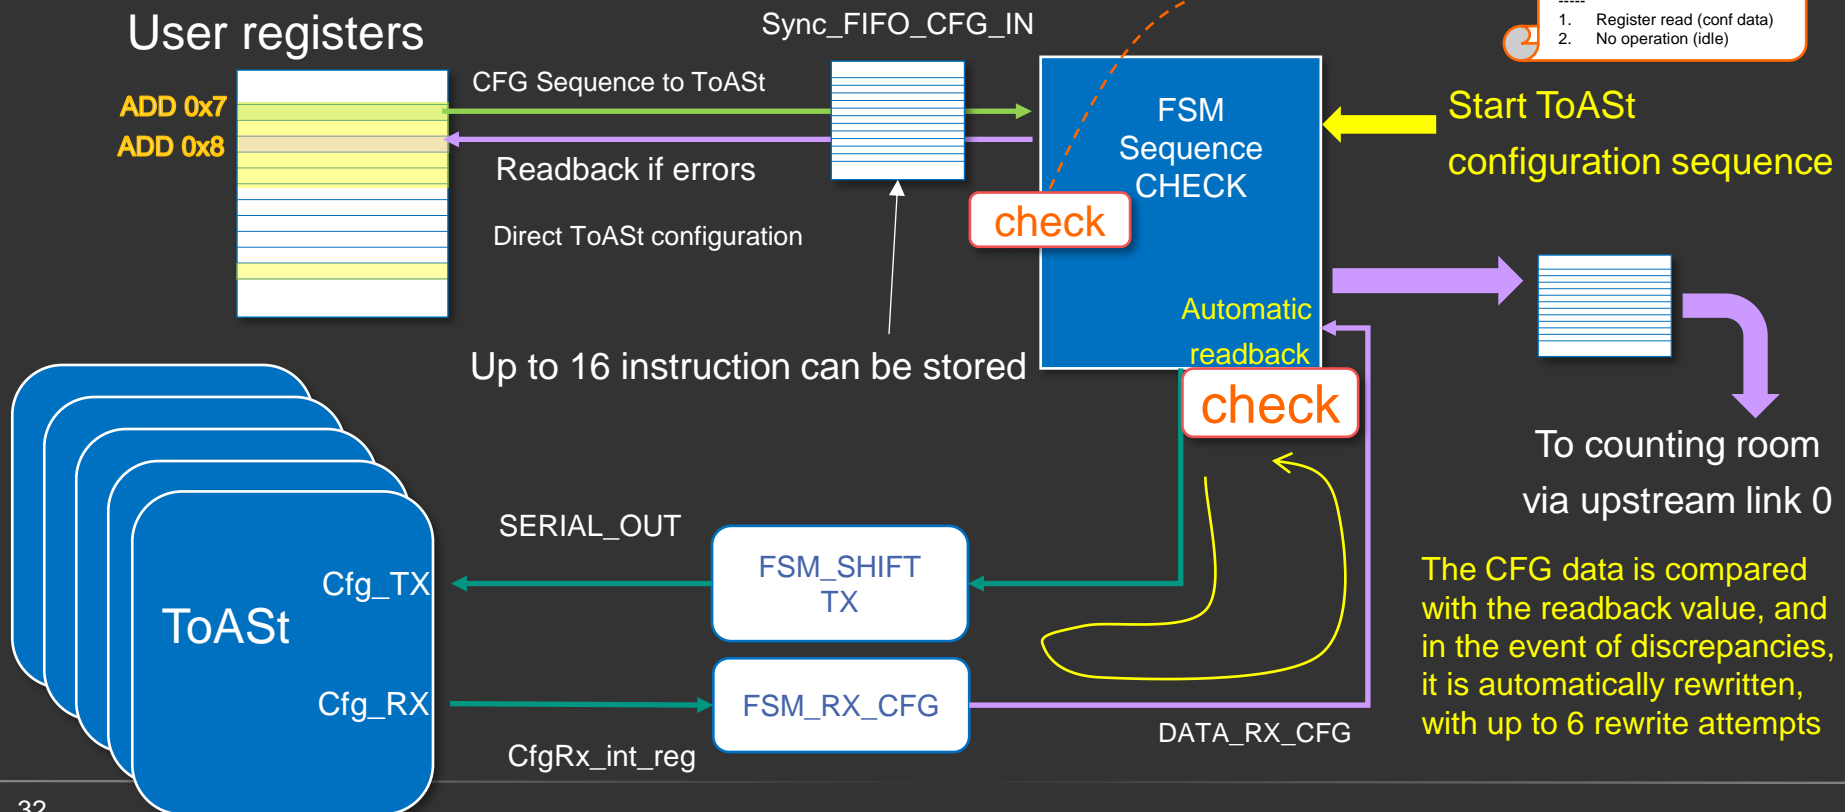 -----
1. Register read (conf data)
2. No operation (idle)
User registers
Sync_FIFO_CFG_IN
ADD 0x7
ADD 0x8
CFG Sequence to ToASt
Readback if errors
Direct ToASt configuration
FSM
Sequence
CHECK
check
Start ToASt
configuration sequence
Automatic
readback
check
Up to 16 instruction can be stored
To counting room
via upstream link 0
SERIAL_OUT
Cfg_TX
ToASt
Cfg_RX
FSM_SHIFT
TX
FSM_RX_CFG
CfgRx_int_reg
DATA_RX_CFG
The CFG data is compared
with the readback value, and
in the event of discrepancies,
it is automatically rewritten,
with up to 6 rewrite attempts
32